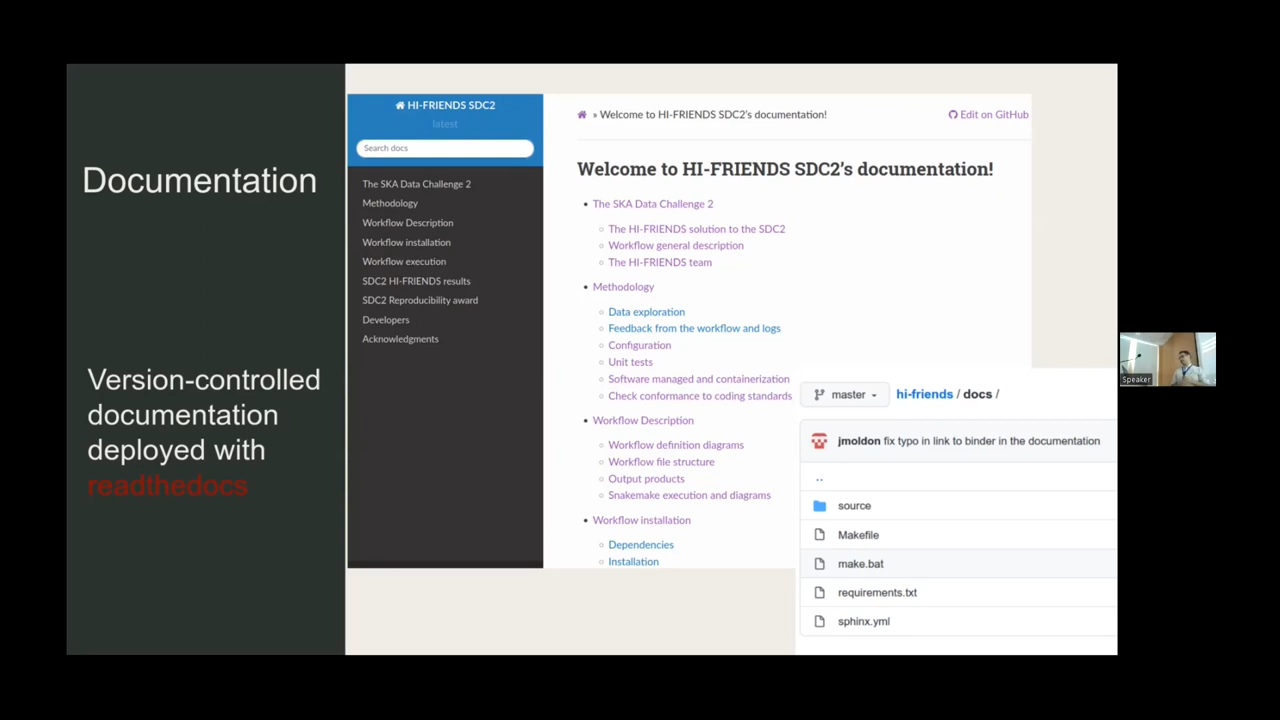 Documentation
Version-controlled
documentation
deployed with
readthedocs
HI-FRIENDS SDC2
latest
Search docs
The SKA Data Challenge 2
Methodology
Workflow Description
Workflow installation
Workflow execution
SDC2 HI-FRIENDS results
SDC2 Reproducibility award
Developers
Acknowledgments
» Welcome to HI-FRIENDS SDC2's documentation!
Edit on GitHub
Welcome to HI-FRIENDS SDC2's documentation!
The SKA Data Challenge 2
The HI-FRIENDS solution to the SDC2
Workflow general description
The HI-FRIENDS team
Methodology
Data exploration
Feedback from the workflow and logs
Configuration
Unit tests
Software managed and containerization
Check conformance to coding standards
Workflow Description
Workflow definition diagrams
Workflow file structure
Output products
Snakemake execution and diagrams
Workflow installation
Dependencies
Installation
master
hi-friends / docs /
jmoldon fix typo in link to binder in the documentation
..
source
Makefile
make.bat
requirements.txt
sphinx.yml
Speaker